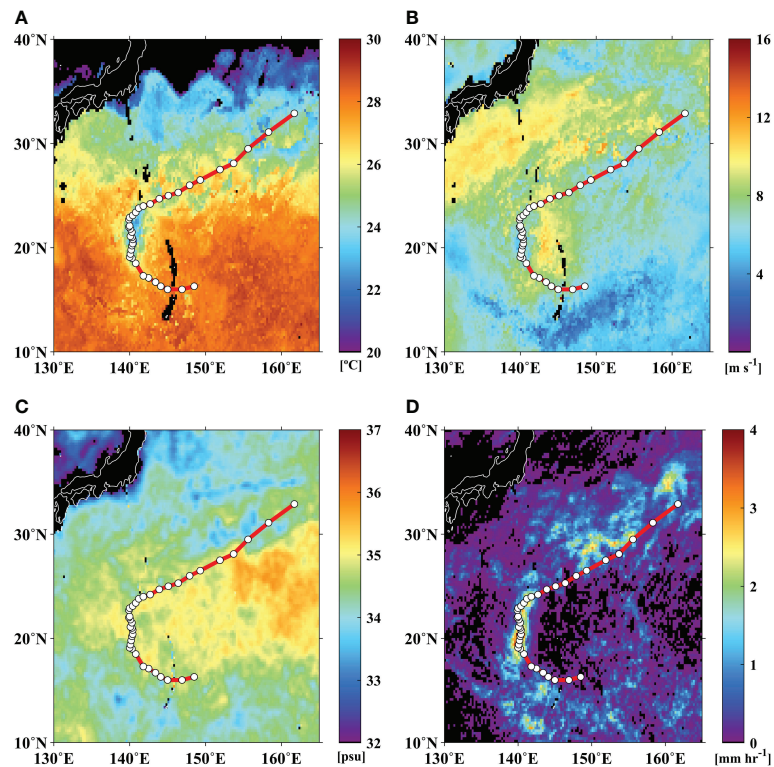 A
B
40°N
30°N
20°N
10°N
130°E
140°E
150°E
160°E
30
28
26
24
22
20
[°C]
40°N
30°N
20°N
10°N
130°E
140°E
150°E
160°E
16
12
8
4
[m s-1]
C
D
40°N
30°N
20°N
10°N
130°E
140°E
150°E
160°E
37
36
35
34
33
32
[psu]
40°N
30°N
20°N
10°N
130°E
140°E
150°E
160°E
4
3
2
1
0
[mm hr-1]